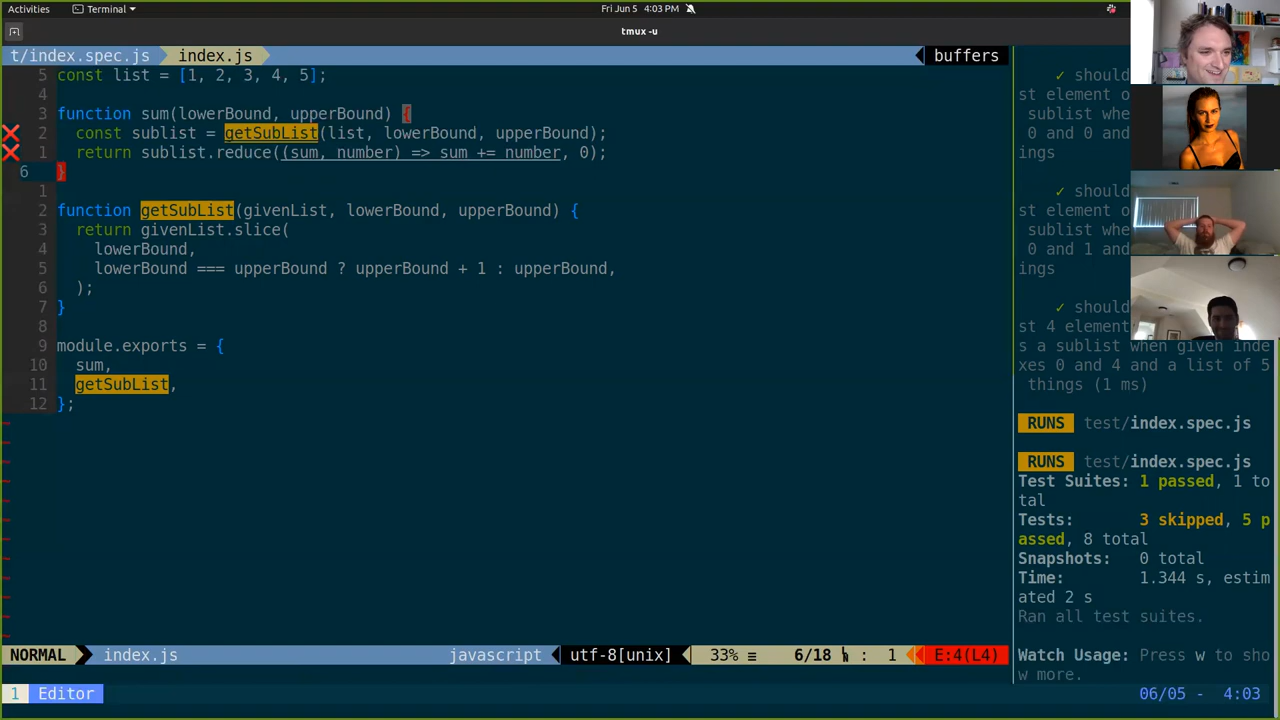 Activities
Terminal
Fri Jun 5 4:03 PM
tmux -u
t/index.spec.js
index.js
buffers
5 const list = [1, 2, 3, 4, 5];
4
3 function sum(lowerBound, upperBound) {
2 const sublist = getSubList(list, lowerBound, upperBound);
1 return sublist.reduce((sum, number) => sum += number, 0);
6 }
1
2 function getSubList(givenList, lowerBound, upperBound) {
3 return givenList.slice(
4 lowerBound,
5 lowerBound === upperBound ? upperBound + 1 : upperBound,
6 );
7 }
8
9 module.exports = {
10 sum,
11 getSubList,
12 };
✓ should
st element o
sublist whe
0 and 0 and
ings
✓ should
st element o
sublist whe
0 and 1 and
ings
✓ should
st 4 element
s a sublist when given inde
xes 0 and 4 and a list of 5
things (1 ms)
RUNS test/index.spec.js
RUNS test/index.spec.js
Test Suites: 1 passed, 1 to
tal
Tests: 3 skipped, 5 p
assed, 8 total
Snapshots: 0 total
Time: 1.344 s, estim
ated 2 s
Ran all test suites.
Watch Usage: Press w to sho
w more.
NORMAL index.js javascript utf-8[unix] 33% ≡ 6/18 : 1 E:4(L4)
1 Editor 06/05 - 4:03